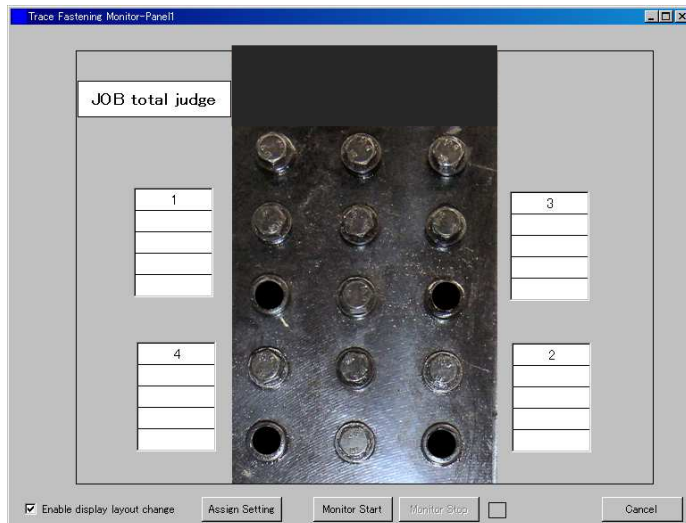 Trace Fastening Monitor-Panel1
JOB total judge
1
3
4
2
Enable display layout change
Assign Setting
Monitor Start
Monitor Stop
Cancel